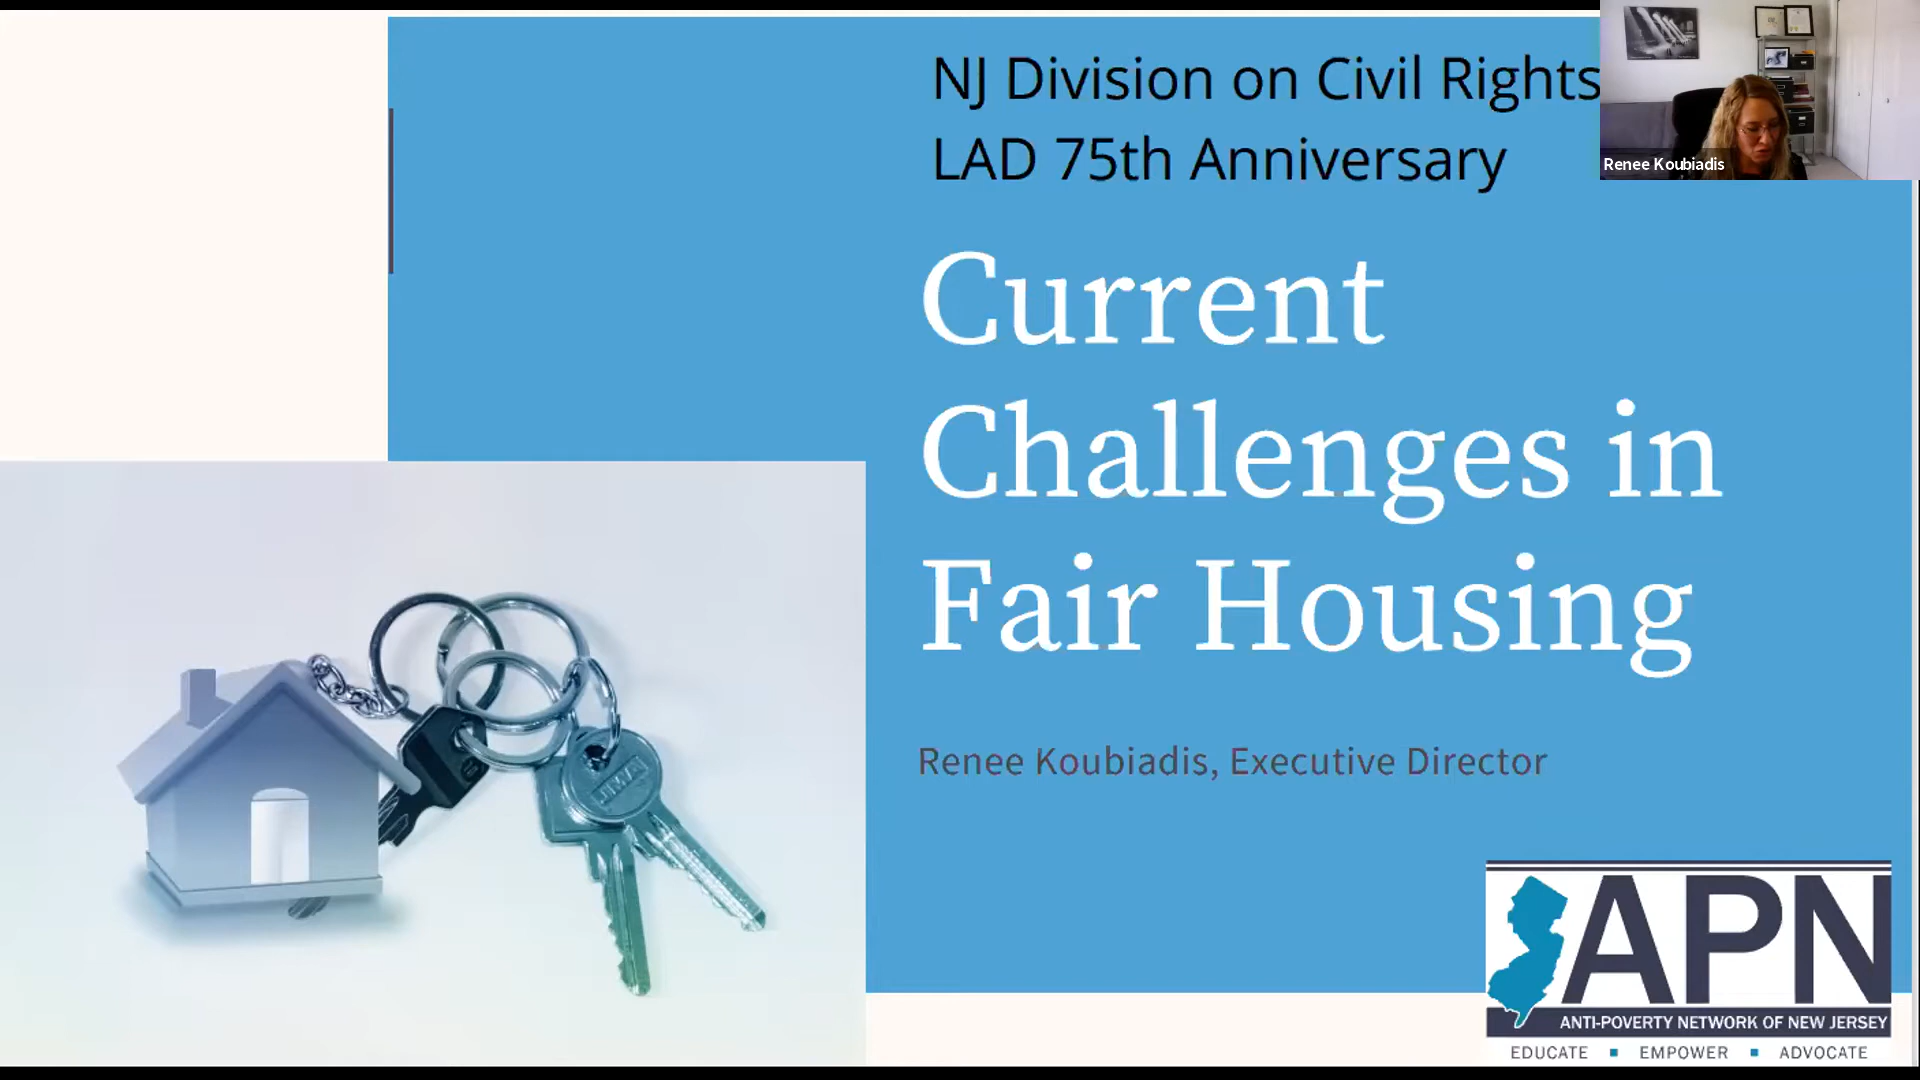 NJ Division on Civil Rights
LAD 75th Anniversary
Renee Koubiadis
Current
Challenges in
Fair Housing
Renee Koubiadis, Executive Director
APN
ANTI-POVERTY NETWORK OF NEW JERSEY
EDUCATE ▪ EMPOWER ▪ ADVOCATE